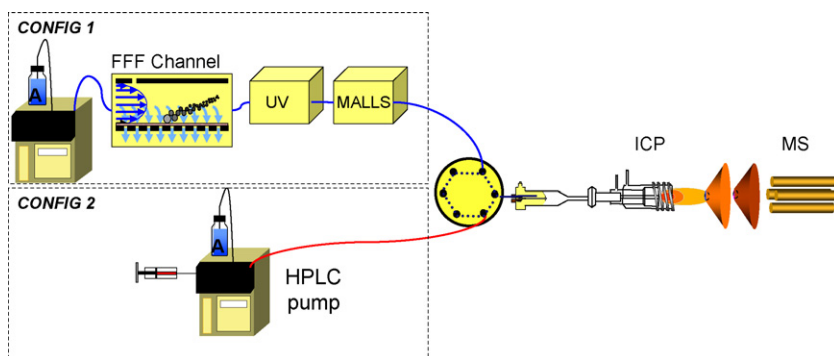 CONFIG 1
FFF Channel
A
UV
MALLS
ICP
MS
CONFIG 2
A
HPLC
pump